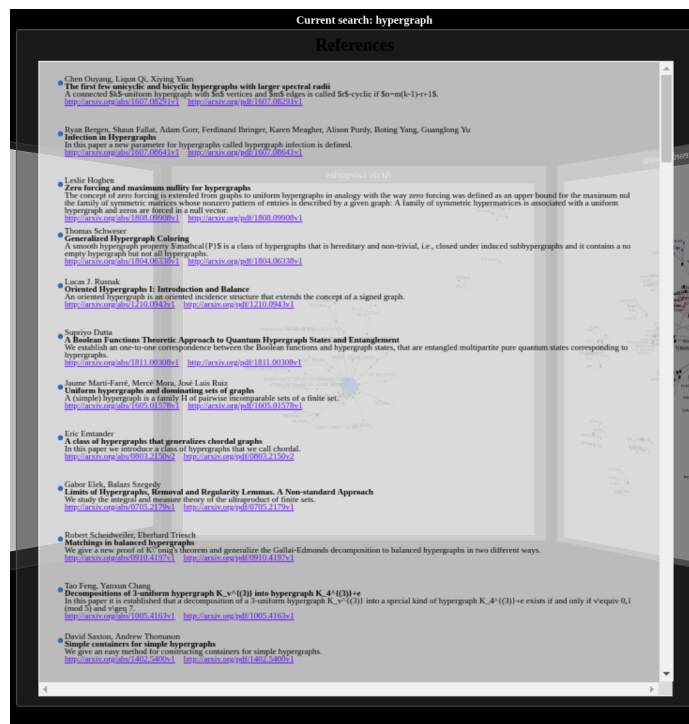 Current search: hypergraph
References
Chen Ouyang, Liqun Qi, Xiying Yuan
The first few unicyclic and bicyclic hypergraphs with larger spectral radii
A connected $k$-uniform hypergraph with $n$ vertices and $m$ edges is called $r$-cyclic if $n=m(k-1)-r+1$.
http://arxiv.org/abs/1607.08291v1 http://arxiv.org/pdf/1607.08291v1
Ryan Bergen, Shaun Fallat, Adam Gorr, Ferdinand Ihringer, Karen Meagher, Alison Purdy, Boting Yang, Guanglong Yu
Infection in Hypergraphs
In this paper a new parameter for hypergraphs called hypergraph infection is defined.
http://arxiv.org/abs/1607.08641v1 http://arxiv.org/pdf/1607.08641v1
Arxiv categories
Leslie Hogben
Zero forcing and maximum nullity for hypergraphs
The concept of zero forcing is extended from graphs to uniform hypergraphs in analogy with the way zero forcing was defined as an upper bound for the maximum nul
the family of symmetric matrices whose nonzero pattern of entries is described by a given graph: A family of symmetric hypermatrices is associated with a uniform
hypergraph and zeros are forced in a null vector.
http://arxiv.org/abs/1808.09908v1 http://arxiv.org/pdf/1808.09908v1
Thomas Schweser
Generalized Hypergraph Coloring
A smooth hypergraph property $\mathcal{P}$ is a class of hypergraphs that is hereditary and non-trivial, i.e., closed under induced subhypergraphs and it contains a no
empty hypergraph but not all hypergraphs.
http://arxiv.org/abs/1804.06338v1 http://arxiv.org/pdf/1804.06338v1
Lucas J. Rusnak
Oriented Hypergraphs I: Introduction and Balance
An oriented hypergraph is an oriented incidence structure that extends the concept of a signed graph.
http://arxiv.org/abs/1210.0943v1 http://arxiv.org/pdf/1210.0943v1
Supriyo Dutta
A Boolean Functions Theoretic Approach to Quantum Hypergraph States and Entanglement
We establish an one-to-one correspondence between the Boolean functions and hypergraph states, that are entangled multipartite pure quantum states corresponding to
hypergraphs.
http://arxiv.org/abs/1811.00308v1 http://arxiv.org/pdf/1811.00308v1
Jaume Martí-Farré, Mercè Mora, José Luis Ruiz
Uniform hypergraphs and dominating sets of graphs
A (simple) hypergraph is a family H of pairwise incomparable sets of a finite set.
http://arxiv.org/abs/1605.01578v1 http://arxiv.org/pdf/1605.01578v1
Eric Emtander
A class of hypergraphs that generalizes chordal graphs
In this paper we introduce a class of hypergraphs that we call chordal.
http://arxiv.org/abs/0803.2150v2 http://arxiv.org/pdf/0803.2150v2
Gabor Elek, Balazs Szegedy
Limits of Hypergraphs, Removal and Regularity Lemmas. A Non-standard Approach
We study the integral and measure theory of the ultraproduct of finite sets.
http://arxiv.org/abs/0705.2179v1 http://arxiv.org/pdf/0705.2179v1
Robert Scheidweiler, Eberhard Triesch
Matchings in balanced hypergraphs
We give a new proof of K\"onig's theorem and generalize the Gallai-Edmonds decomposition to balanced hypergraphs in two different ways.
http://arxiv.org/abs/0910.4197v1 http://arxiv.org/pdf/0910.4197v1
Tao Feng, Yanxun Chang
Decompositions of 3-uniform hypergraph K_v^{(3)} into hypergraph K_4^{(3)}+e
In this paper it is established that a decomposition of a 3-uniform hypergraph K_v^{(3)} into a special kind of hypergraph K_4^{(3)}+e exists if and only if v\equiv 0,1
(mod 5) and v\geq 7.
http://arxiv.org/abs/1005.4163v1 http://arxiv.org/pdf/1005.4163v1
David Saxton, Andrew Thomason
Simple containers for simple hypergraphs
We give an easy method for constructing containers for simple hypergraphs.
http://arxiv.org/abs/1402.5400v1 http://arxiv.org/pdf/1402.5400v1